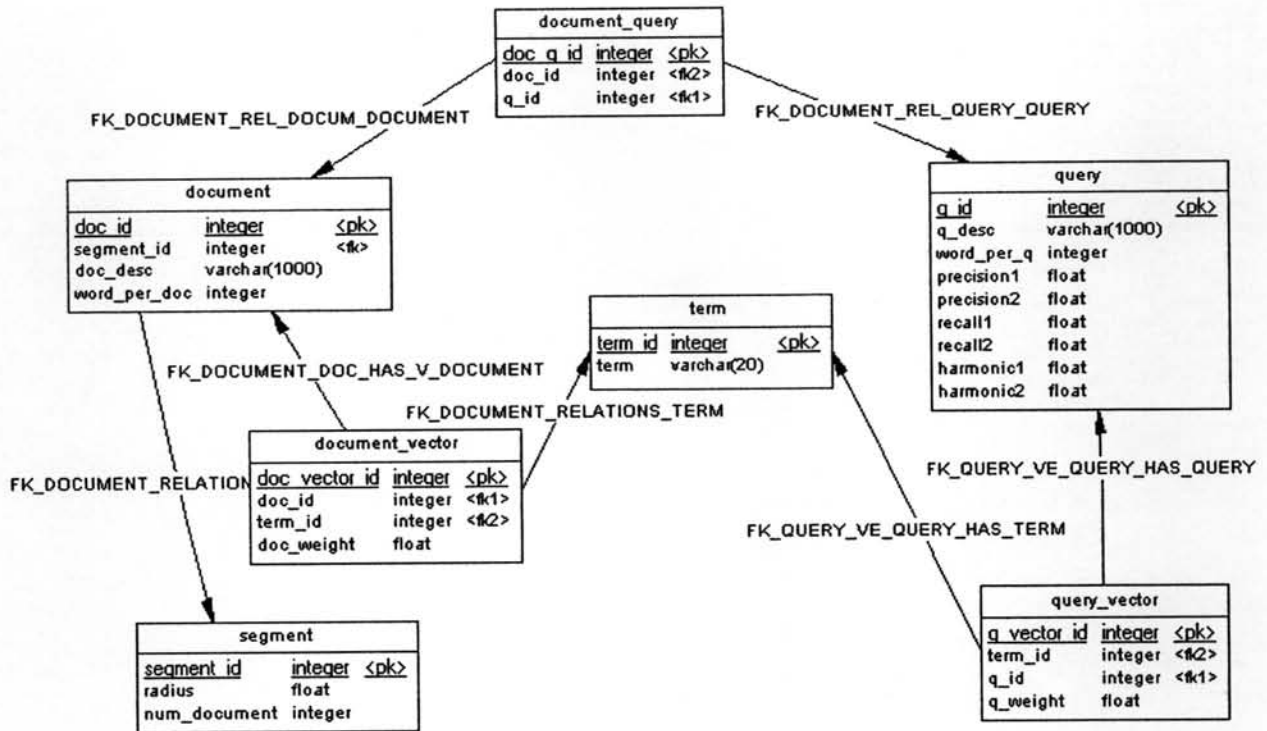 document_query
doc_q_id integer <pk>
doc_id integer <fk2>
q_id integer <fk1>
FK_DOCUMENT_REL_DOCUM_DOCUMENT
FK_DOCUMENT_REL_QUERY_QUERY
document
doc_id integer <pk>
segment_id integer <fk>
doc_desc varchar(1000)
word_per_doc integer
query
q_id integer <pk>
q_desc varchar(1000)
word_per_q integer
precision1 float
precision2 float
recall1 float
recall2 float
harmonic1 float
harmonic2 float
term
term_id integer <pk>
term varchar(20)
FK_DOCUMENT_DOC_HAS_V_DOCUMENT
FK_DOCUMENT_RELATIONS_TERM
document_vector
doc_vector_id integer <pk>
doc_id integer <fk1>
term_id integer <fk2>
doc_weight float
FK_DOCUMENT_RELATION
FK_QUERY_VE_QUERY_HAS_QUERY
FK_QUERY_VE_QUERY_HAS_TERM
query_vector
q_vector_id integer <pk>
term_id integer <fk2>
q_id integer <fk1>
q_weight float
segment
segment_id integer <pk>
radius float
num_document integer